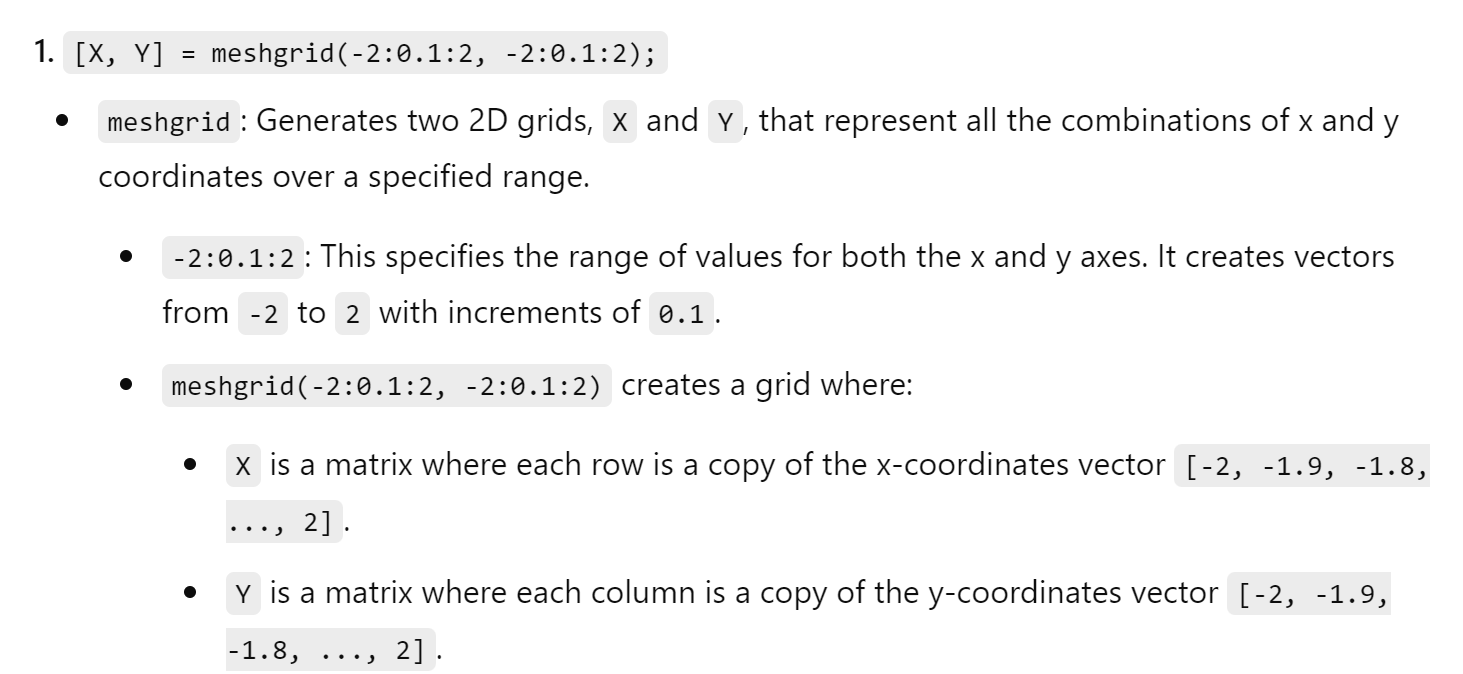 1. [X, Y] = meshgrid(-2:0.1:2, -2:0.1:2);
• meshgrid: Generates two 2D grids, X and Y, that represent all the combinations of x and y
coordinates over a specified range.
• -2:0.1:2: This specifies the range of values for both the x and y axes. It creates vectors
from -2 to 2 with increments of 0.1.
• meshgrid(-2:0.1:2, -2:0.1:2) creates a grid where:
• X is a matrix where each row is a copy of the x-coordinates vector [-2, -1.9, -1.8,
..., 2].
• Y is a matrix where each column is a copy of the y-coordinates vector [-2, -1.9,
-1.8, ..., 2].